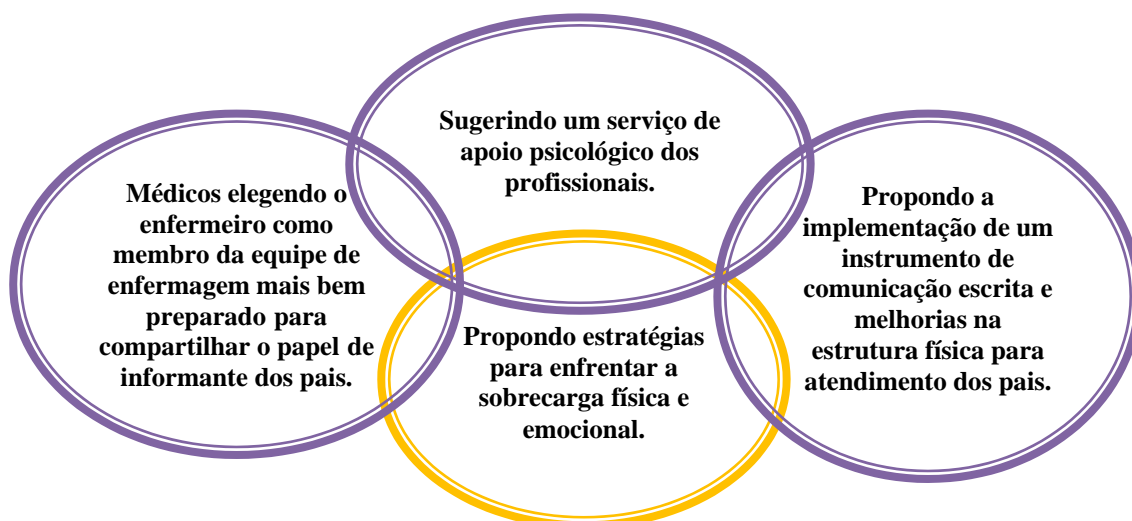 Sugerindo um serviço de
apoio psicológico dos
profissionais.
Médicos elegendo o
enfermeiro como
membro da equipe de
enfermagem mais bem
preparado para
compartilhar o papel de
informante dos pais.
Propondo a
implementação de um
instrumento de
comunicação escrita e
melhorias na
estrutura física para
atendimento dos pais.
Propondo estratégias
para enfrentar a
sobrecarga física e
emocional.